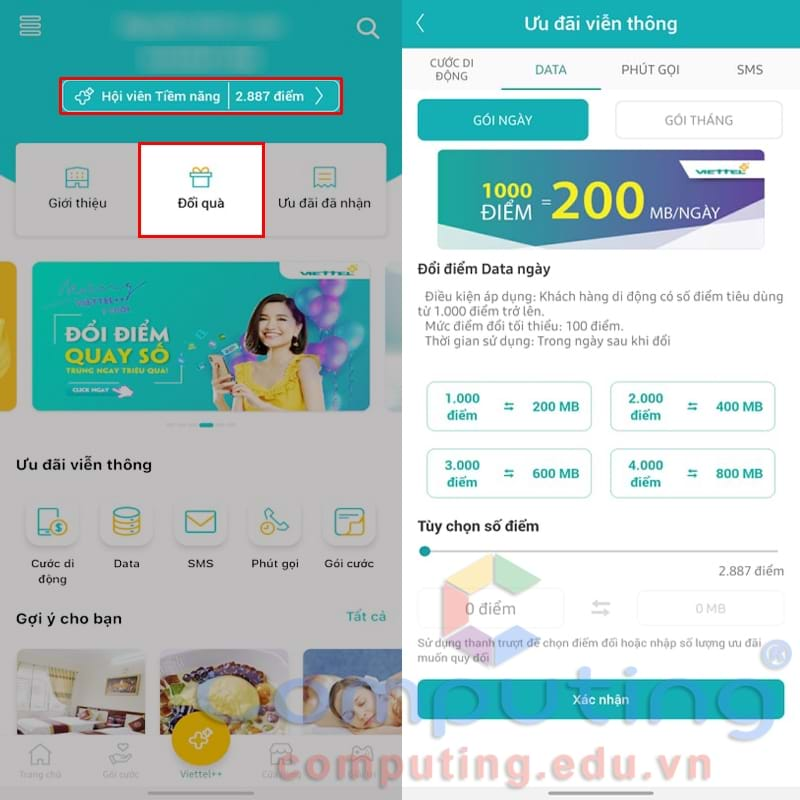 Hội viên Tiềm năng 2.887 điểm
Giới thiệu
Đổi quà
Ưu đãi đã nhận
VIETTEL
VIETTEL++
ĐỔI ĐIỂM
QUAY SỐ
TRÚNG NGAY TRIỆU QUÀ!
CLICK NGAY
Ưu đãi viễn thông
Cước di động
Data
SMS
Phút gọi
Gói cước
Gợi ý cho bạn
Tất cả
Trang chủ
Gói cước
Viettel++
Ưu đãi viễn thông
CƯỚC DI ĐỘNG
DATA
PHÚT GỌI
SMS
GÓI NGÀY
GÓI THÁNG
VIETTEL
1000 ĐIỂM = 200 MB/NGÀY
Đổi điểm Data ngày
Điều kiện áp dụng: Khách hàng di động có số điểm tiêu dùng
từ 1.000 điểm trở lên.
Mức điểm đổi tối thiểu: 100 điểm.
Thời gian sử dụng: Trong ngày sau khi đổi
1.000 điểm ⇆ 200 MB
2.000 điểm ⇆ 400 MB
3.000 điểm ⇆ 600 MB
4.000 điểm ⇆ 800 MB
Tùy chọn số điểm
2.887 điểm
0 điểm ⇆ 0 MB
Sử dụng thanh trượt để chọn điểm đổi hoặc nhập số lượng ưu đãi
muốn quy đổi
Xác nhận
Computing
computing.edu.vn